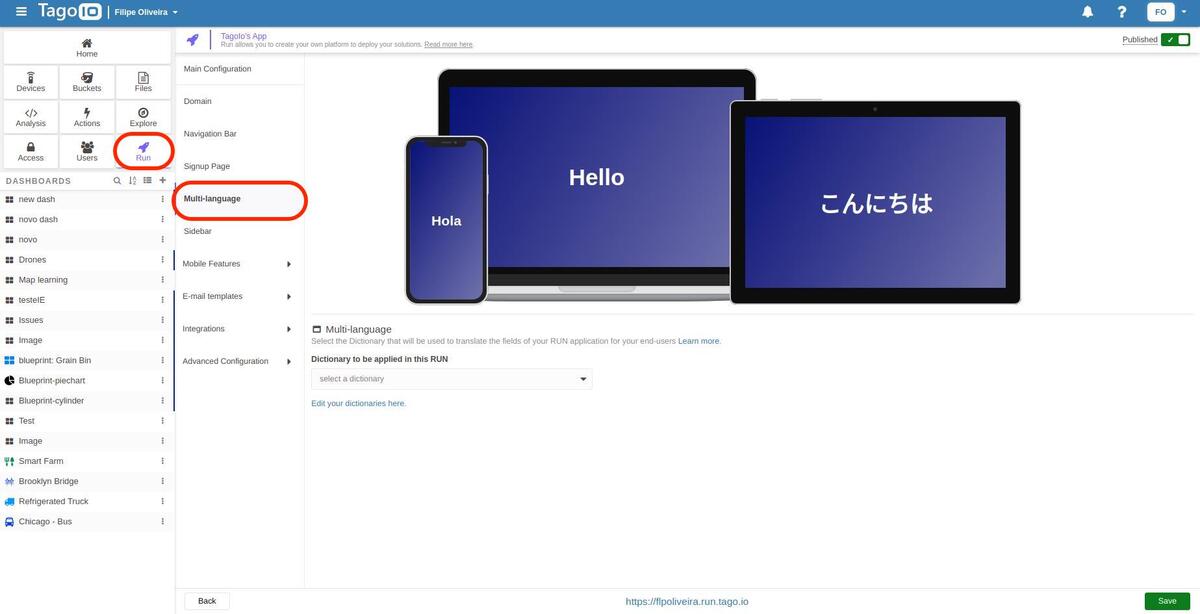 TagoIO Filipe Oliveira FO
Home
Devices Buckets Files
Analysis Actions Explore
Access Users Run
DASHBOARDS
new dash
novo dash
novo
Drones
Map learning
testeIE
Issues
Image
blueprint: Grain Bin
Blueprint-piechart
Blueprint-cylinder
Test
Image
Smart Farm
Brooklyn Bridge
Refrigerated Truck
Chicago - Bus
TagoIo's App
Run allows you to create your own platform to deploy your solutions. Read more here.
Published
Main Configuration
Domain
Navigation Bar
Signup Page
Multi-language
Sidebar
Mobile Features
E-mail templates
Integrations
Advanced Configuration
Hola
Hello
こんにちは
Multi-language
Select the Dictionary that will be used to translate the fields of your RUN application for your end-users Learn more.
Dictionary to be applied in this RUN
select a dictionary
Edit your dictionaries here.
Back
https://flpoliveira.run.tago.io
Save